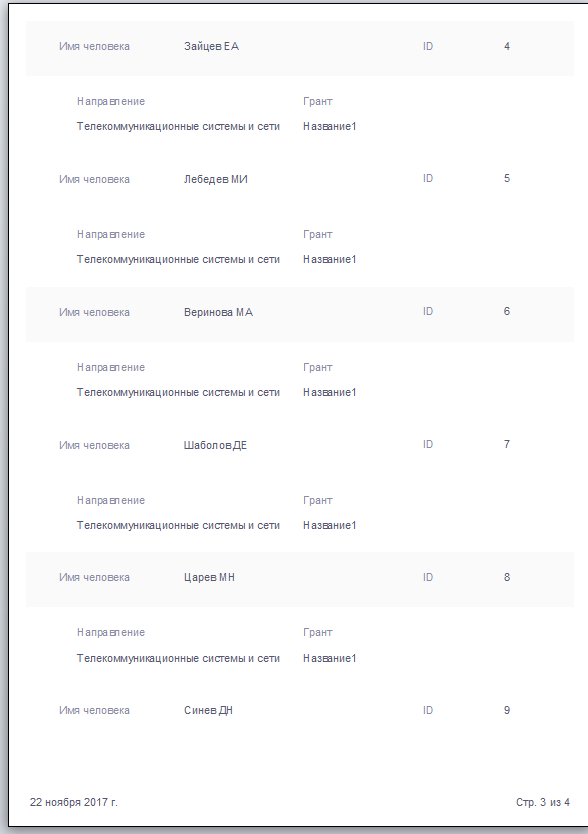 Имя человека Зайцев ЕА ID 4
Направление Грант
Телекоммуникационные системы и сети Название1
Имя человека Лебедев МИ ID 5
Направление Грант
Телекоммуникационные системы и сети Название1
Имя человека Веринова МА ID 6
Направление Грант
Телекоммуникационные системы и сети Название1
Имя человека Шаболов ДЕ ID 7
Направление Грант
Телекоммуникационные системы и сети Название1
Имя человека Царев МН ID 8
Направление Грант
Телекоммуникационные системы и сети Название1
Имя человека Синев ДН ID 9
22 ноября 2017 г. Стр. 3 из 4